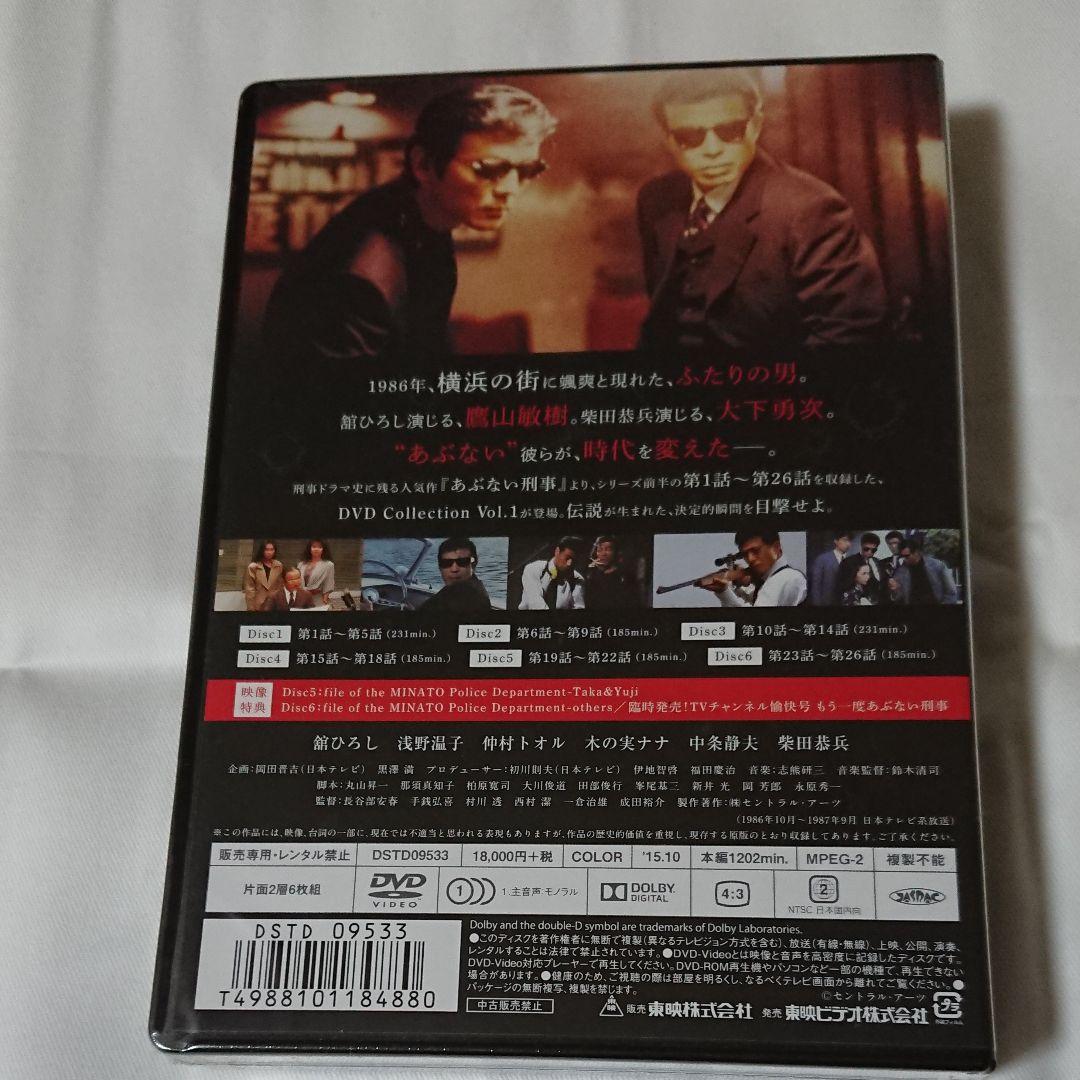 1986年、横浜の街に颯爽と現れた、ふたりの男。
舘ひろし演じる、鷹山敏樹。柴田恭兵演じる、大下勇次。
“あぶない”彼らが、時代を変えた──。
刑事ドラマ史に残る人気作『あぶない刑事』より、シリーズ前半の第1話～第26話を収録した、
DVD Collection Vol.1が登場。伝説が生まれた、決定的瞬間を目撃せよ。
Disc1 第1話～第5話(231min.) Disc2 第6話～第9話(185min.) Disc3 第10話～第14話(231min.)
Disc4 第15話～第18話(185min.) Disc5 第19話～第22話(185min.) Disc6 第23話～第26話(185min.)
映像特典
Disc5:file of the MINATO Police Department-Taka&Yuji
Disc6:file of the MINATO Police Department-others／臨時発売!TVチャンネル愉快号 もう一度あぶない刑事
舘ひろし 浅野温子 仲村トオル 木の実ナナ 中条静夫 柴田恭兵
企画:岡田晋吉(日本テレビ) 黒澤 満 プロデューサー:初川則夫(日本テレビ) 伊地智啓 福田慶治 音楽:志熊研三 音楽監督:鈴木清司
脚本:丸山昇一 那須真知子 柏原寛司 大川俊道 田部俊行 峯尾基三 新井 光 岡 芳郎 永原秀一
監督:長谷部安春 手銭弘喜 村川 透 西村 潔 一倉治雄 成田裕介 製作著作:㈱セントラル・アーツ
(1986年10月～1987年9月 日本テレビ系放送)
※この作品には、映像、台詞の一部に、現在では不適当と思われる表現もありますが、作品の歴史的価値を重視し、現存する原版のとおり収録してあります。ご了承ください。
販売専用・レンタル禁止 DSTD09533 18,000円+税 COLOR '15.10 本編1202min. MPEG-2 複製不能
片面2層6枚組 DVD VIDEO 1 1.主音声:モノラル DOLBY DIGITAL 4:3 2 NTSC 日本国内向 JASRAC
DSTD 09533
T4988101184880
Dolby and the double-D symbol are trademarks of Dolby Laboratories.
●このディスクを著作権者に無断で複製(異なるテレビジョン方式を含む)、放送(有線・無線)、上映、公開、演奏、
レンタルすることは法律で禁止されています。●DVD-Videoとは映像と音声を高密度に記録したディスクです。
DVD-Video対応プレーヤーで再生してください。DVD-ROM再生機やパソコンなど一部の機種で、再生できない
場合があります。●健康のため、ご視聴の際は部屋を明るくし、なるべくテレビ画面から離れてご覧ください。●
パッケージの無断複写、複製を禁じます。
©セントラル・アーツ
中古販売禁止 東映 販売 東映株式会社 発売 東映ビデオ株式会社 プラ